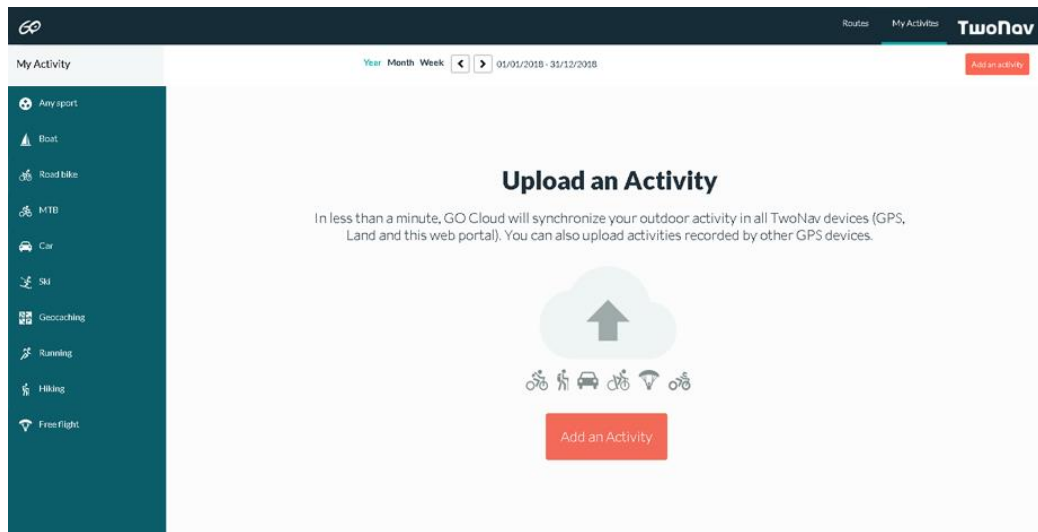 GO
Routes My Activites TwoNav
My Activity
Year Month Week 01/01/2018 - 31/12/2018
Add an activity
Any sport
Boat
Road bike
MTB
Car
Ski
Geocaching
Running
Hiking
Free flight
Upload an Activity
In less than a minute, GO Cloud will synchronize your outdoor activity in all TwoNav devices (GPS,
Land and this web portal). You can also upload activities recorded by other GPS devices.
Add an Activity